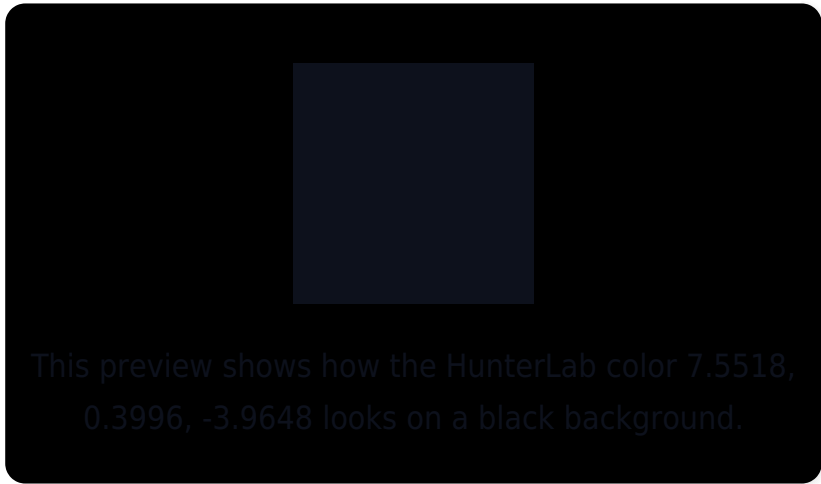 This preview shows how the HunterLab color 7.5518,
0.3996, -3.9648 looks on a black background.